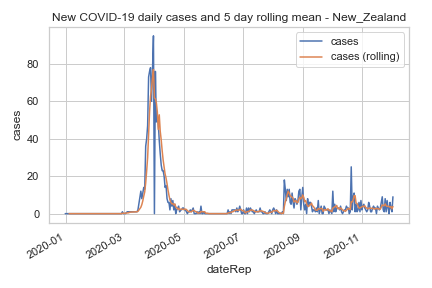 New COVID-19 daily cases and 5 day rolling mean - New_Zealand
cases
cases (rolling)
80
60
40
20
0
cases
2020-01
2020-03
2020-05
2020-07
2020-09
2020-11
dateRep